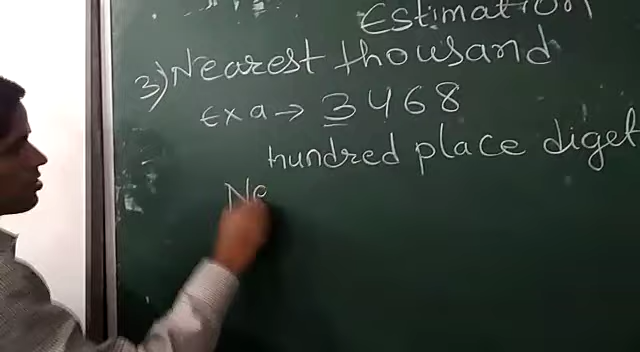 Estimation
3) Nearest thousand
Exa → 3468
hundred place diget
Ne